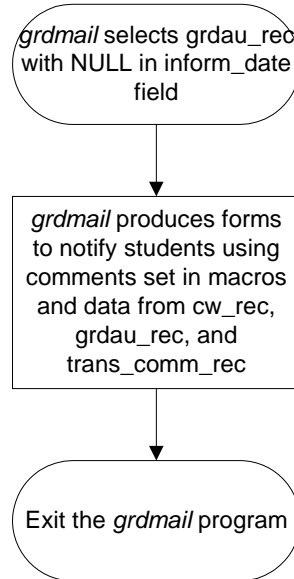 grdmail selects grdau_rec
with NULL in inform_date
field
grdmail produces forms
to notify students using
comments set in macros
and data from cw_rec,
grdau_rec, and
trans_comm_rec
Exit the grdmail program